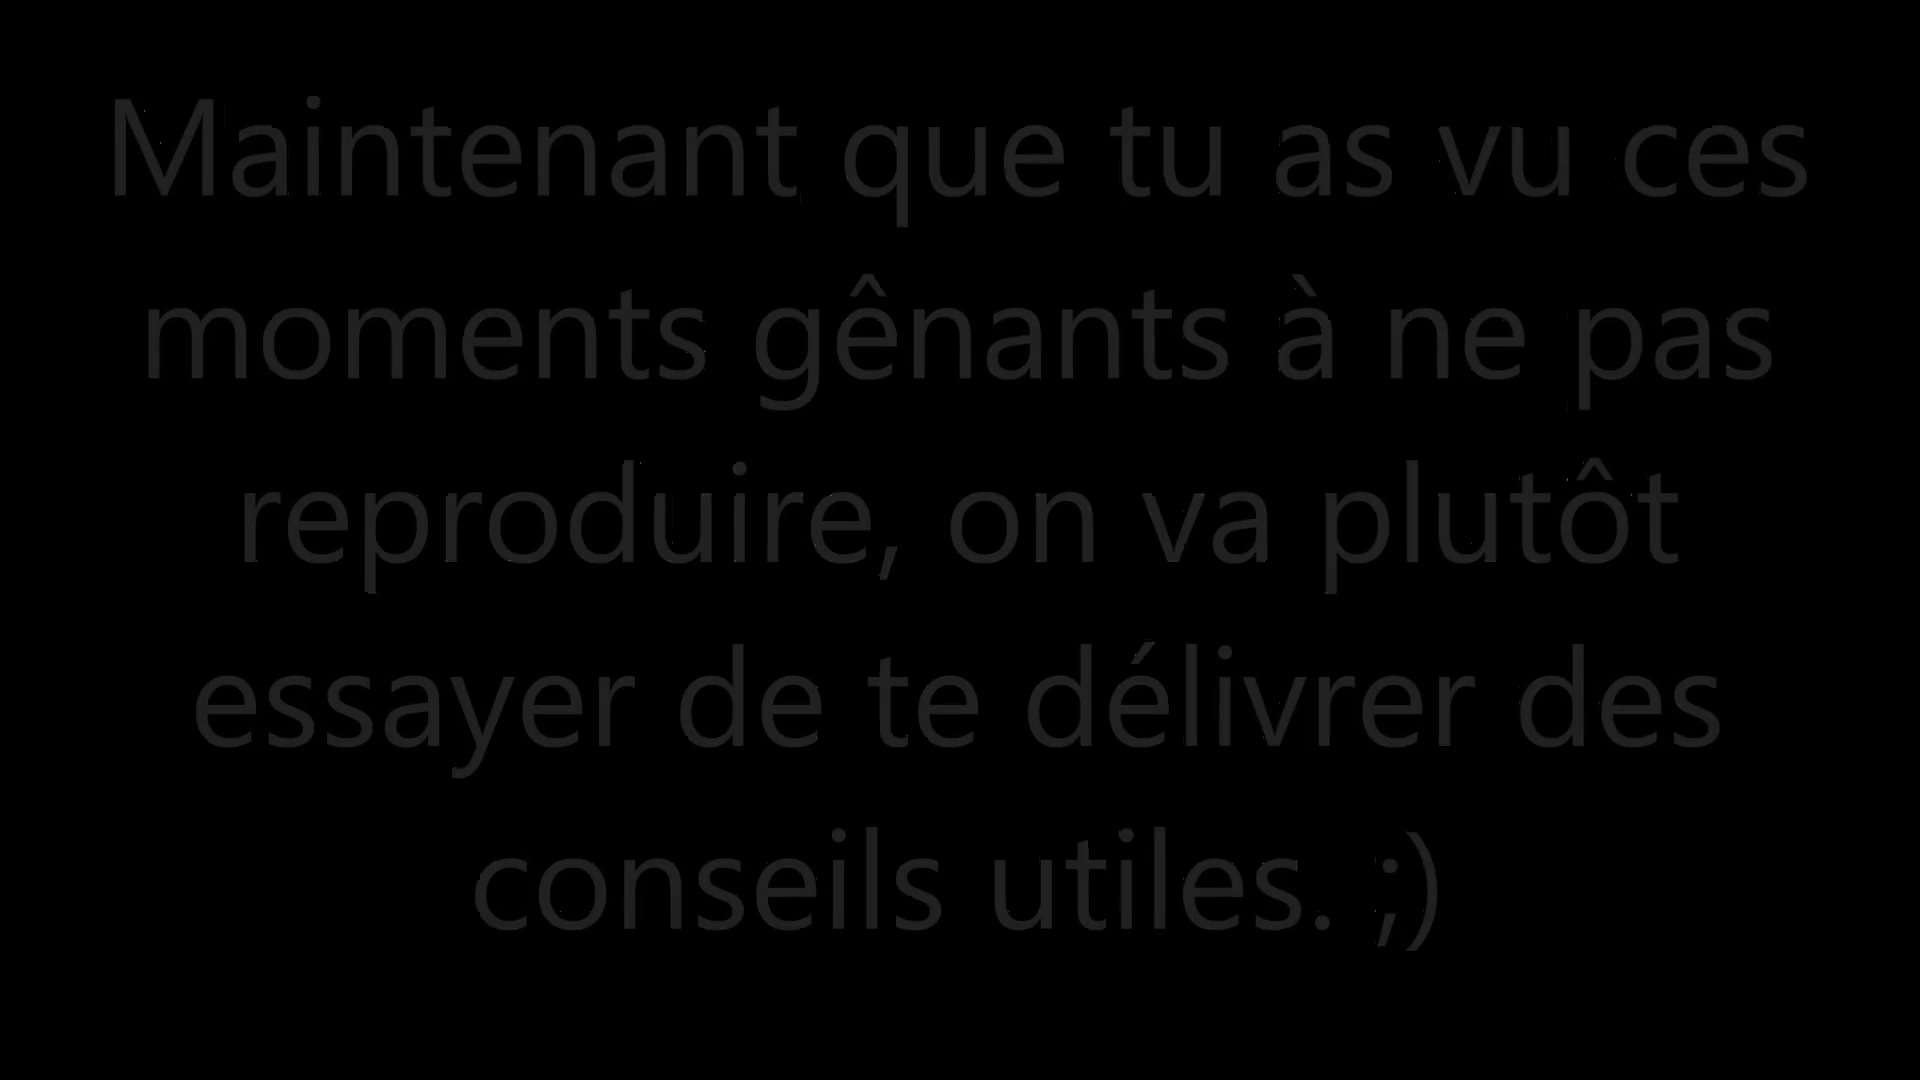 Maintenant que tu as vu ces
moments gênants à ne pas
reproduire, on va plutôt
essayer de te délivrer des
conseils utiles. ;)